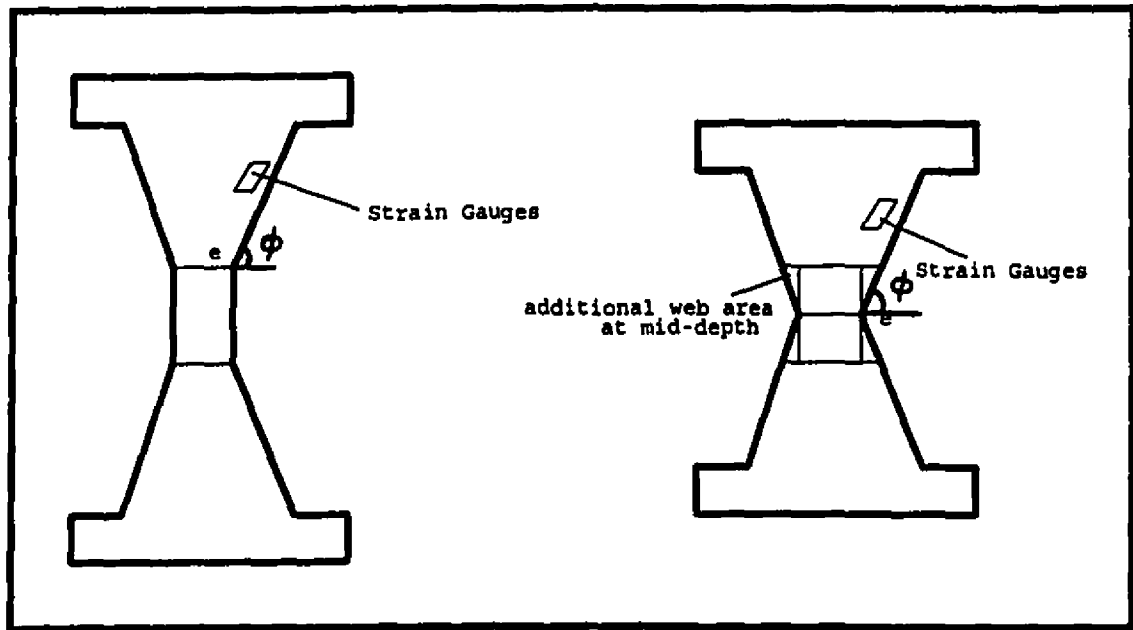 Strain Gauges
e ϕ
Strain Gauges
additional web area
at mid-depth
ϕ
e